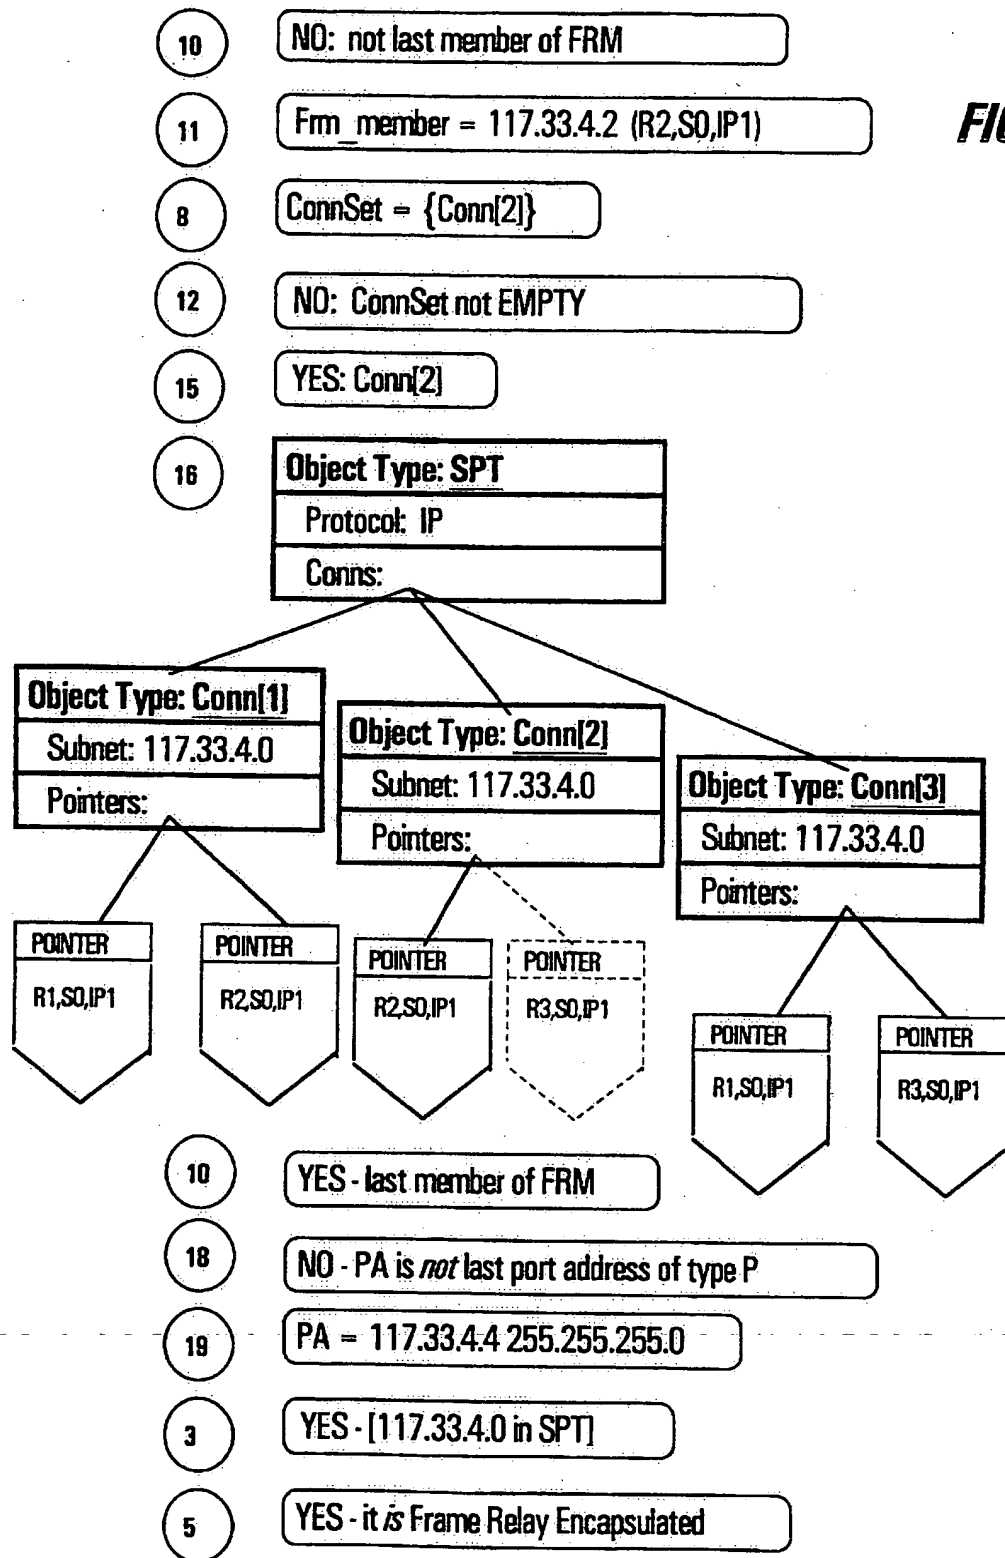 10
NO: not last member of FRM
11
Frm_member = 117.33.4.2 (R2,S0,IP1)
8
ConnSet = {Conn[2]}
12
NO: ConnSet not EMPTY
15
YES: Conn[2]
16
Object Type: SPT
Protocol: IP
Conns:
Object Type: Conn[1]
Subnet: 117.33.4.0
Pointers:
Object Type: Conn[2]
Subnet: 117.33.4.0
Pointers:
Object Type: Conn[3]
Subnet: 117.33.4.0
Pointers:
POINTER
R1,S0,IP1
POINTER
R2,S0,IP1
POINTER
R2,S0,IP1
POINTER
R3,S0,IP1
POINTER
R1,S0,IP1
POINTER
R3,S0,IP1
10
YES - last member of FRM
18
NO - PA is not last port address of type P
19
PA = 117.33.4.4 255.255.255.0
3
YES - [117.33.4.0 in SPT]
5
YES - it is Frame Relay Encapsulated